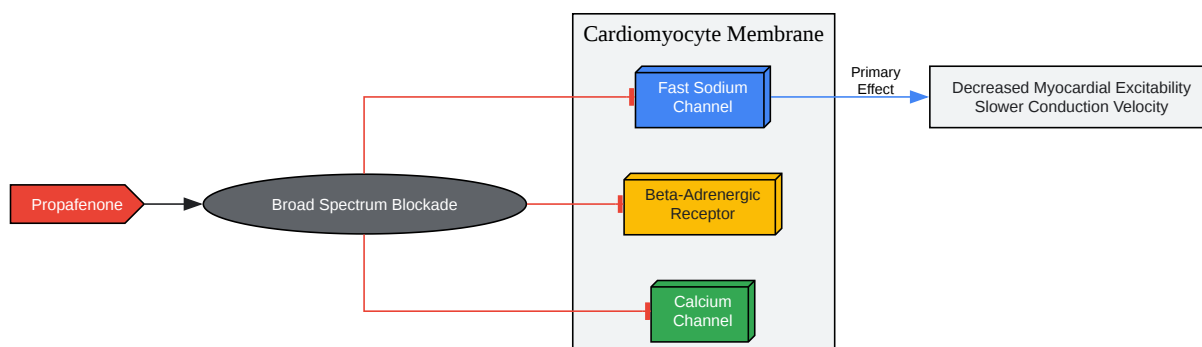 Cardiomyocyte Membrane
Fast Sodium
Channel
Primary
Effect
Decreased Myocardial Excitability
Slower Conduction Velocity
Propafenone
Broad Spectrum Blockade
Beta-Adrenergic
Receptor
Calcium
Channel